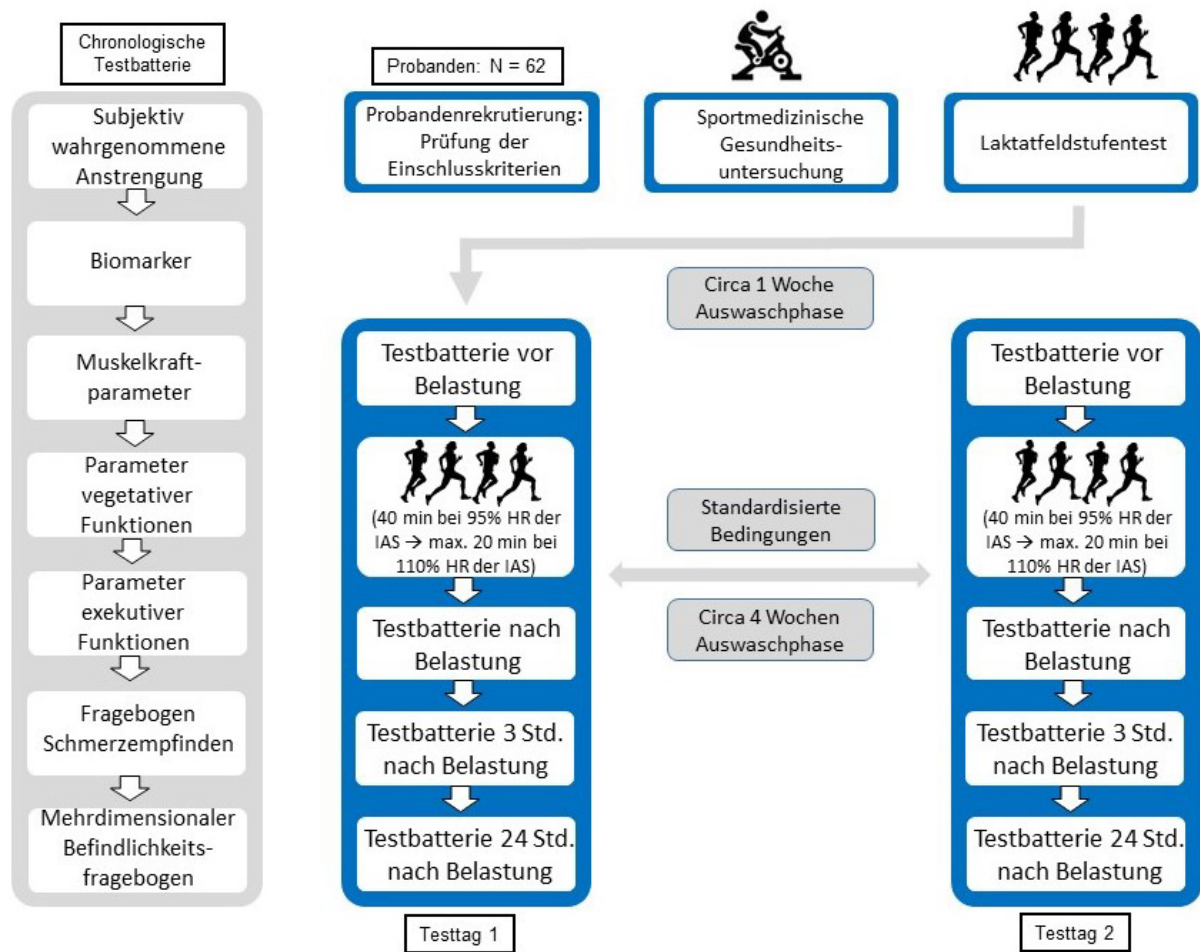 Chronologische
Testbatterie
Subjektiv
wahrgenommene
Anstrengung
Biomarker
Muskelkraft-
parameter
Parameter
vegetativer
Funktionen
Parameter
exekutiver
Funktionen
Fragebogen
Schmerzempfinden
Mehrdimensionaler
Befindlichkeits-
fragebogen
Probanden: N = 62
Probandenrekrutierung:
Prüfung der
Einschlusskriterien
Sportmedizinische
Gesundheits-
untersuchung
Laktatfeldstufentest
Circa 1 Woche
Auswaschphase
Testbatterie vor
Belastung
(40 min bei 95% HR der
IAS → max. 20 min bei
110% HR der IAS)
Testbatterie nach
Belastung
Testbatterie 3 Std.
nach Belastung
Testbatterie 24 Std.
nach Belastung
Testtag 1
Standardisierte
Bedingungen
Circa 4 Wochen
Auswaschphase
Testbatterie vor
Belastung
(40 min bei 95% HR der
IAS → max. 20 min bei
110% HR der IAS)
Testbatterie nach
Belastung
Testbatterie 3 Std.
nach Belastung
Testbatterie 24 Std.
nach Belastung
Testtag 2